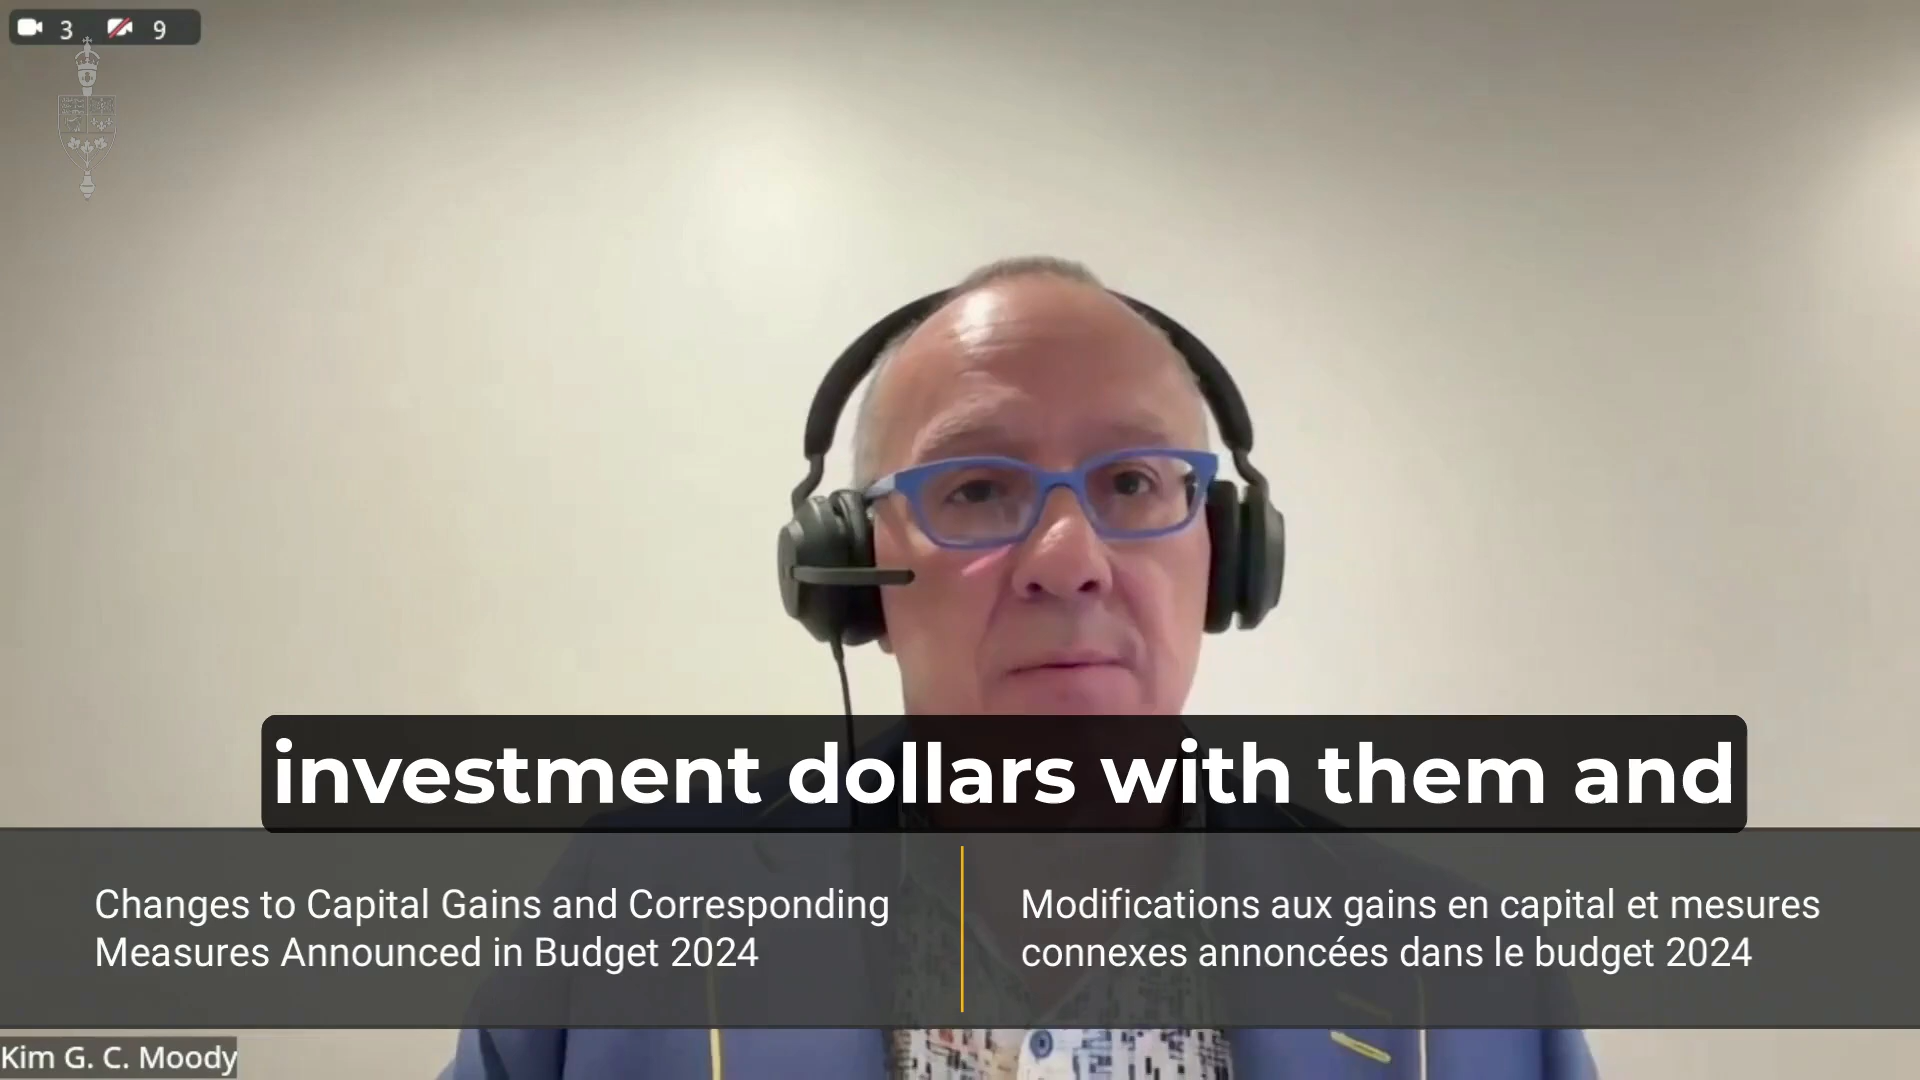 3 9
investment dollars with them and
Changes to Capital Gains and Corresponding
Measures Announced in Budget 2024
Modifications aux gains en capital et mesures
connexes annoncées dans le budget 2024
Kim G. C. Moody